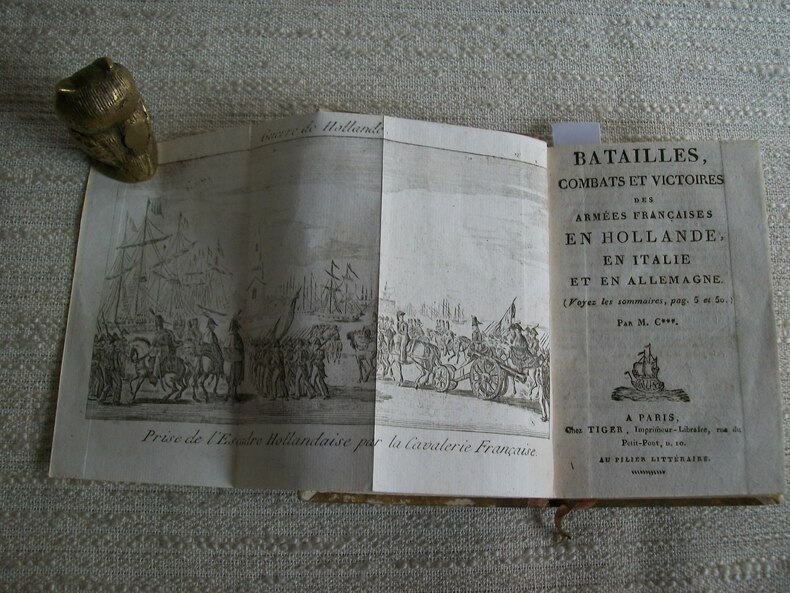 Guerre de Hollande
Prise de l'Escadre Hollandaise par la Cavalerie Française.
BATAILLES,
COMBATS ET VICTOIRES
DES
ARMÉES FRANÇAISES
EN HOLLANDE,
EN ITALIE
ET EN ALLEMAGNE.
(Voyez les sommaires, pag. 5 et 50.)
PAR M. C***.
A PARIS,
Chez TIGER, Imprimeur-Libraire, rue du
Petit-Pont, n. 10.
AU PILIER LITTÉRAIRE.